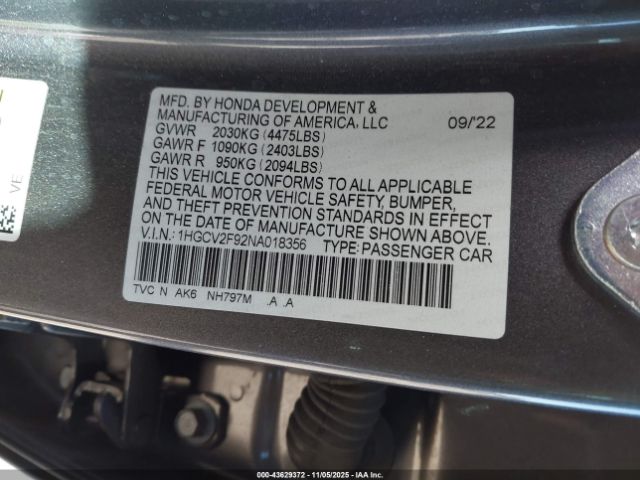 MFD. BY HONDA DEVELOPMENT &
MANUFACTURING OF AMERICA, LLC 09/'22
GVWR 2030KG (4475LBS)
GAWR F 1090KG (2403LBS)
GAWR R 950KG (2094LBS)
THIS VEHICLE CONFORMS TO ALL APPLICABLE
FEDERAL MOTOR VEHICLE SAFETY, BUMPER,
AND THEFT PREVENTION STANDARDS IN EFFECT
ON THE DATE OF MANUFACTURE SHOWN ABOVE.
V.I.N.: 1HGCV2F92NA018356 TYPE: PASSENGER CAR
TVC N AK6 NH797M .A .A
VE
000-43629372 - 11/05/2025 - IAA Inc.